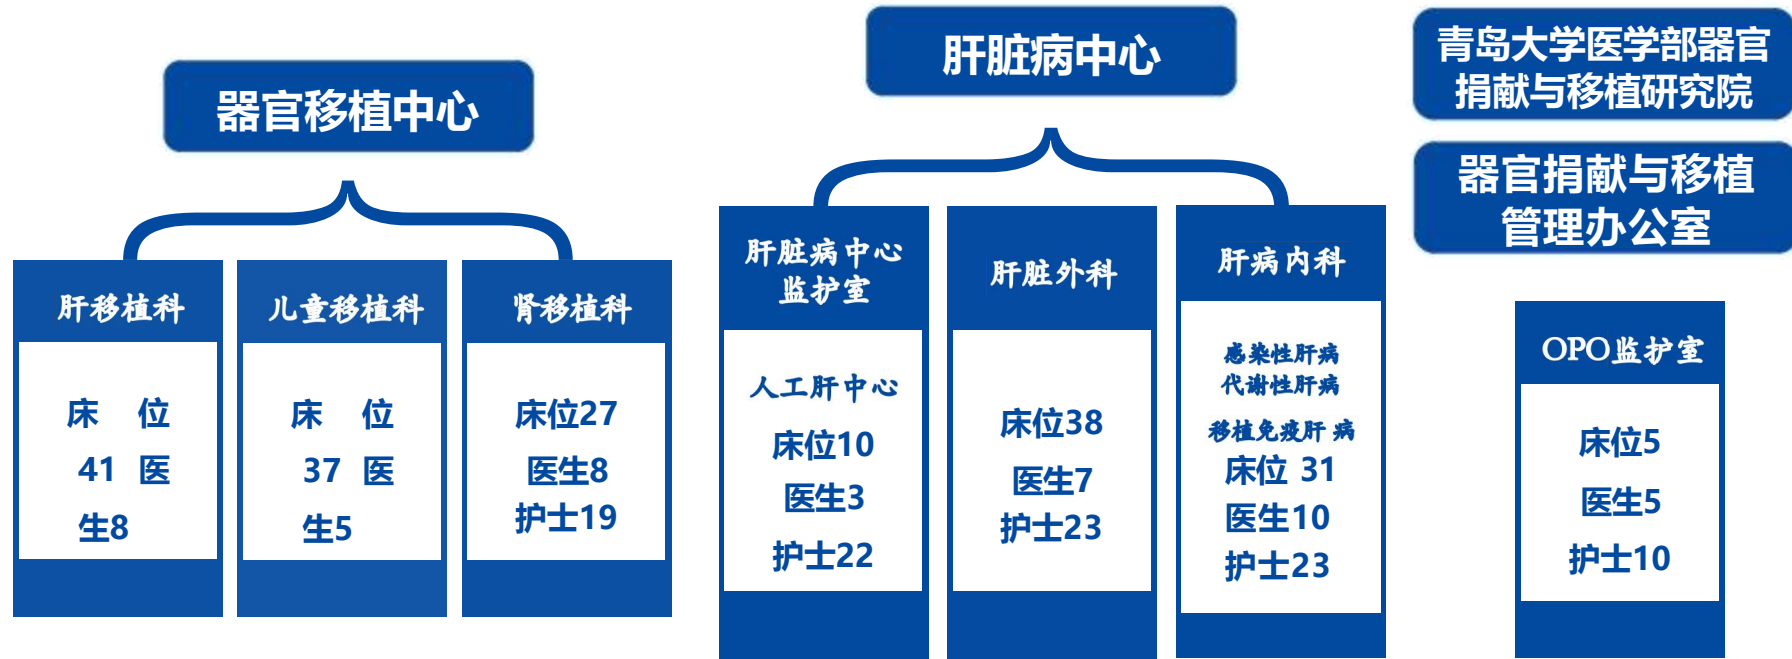 器官移植中心
肝移植科
床 位
41 医
生8
儿童移植科
床 位
37 医
生5
肾移植科
床位27
医生8
护士19
肝脏病中心
肝脏病中心
监护室
人工肝中心
床位10
医生3
护士22
肝脏外科
床位38
医生7
护士23
肝病内科
感染性肝病
代谢性肝病
移植免疫肝 病
床位 31
医生10
护士23
青岛大学医学部器官
捐献与移植研究院
器官捐献与移植
管理办公室
OPO监护室
床位5
医生5
护士10